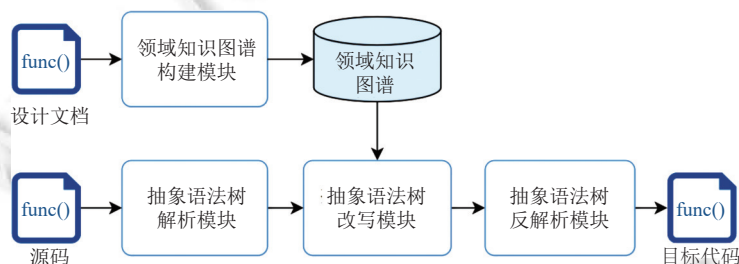 func()
设计文档
领域知识图谱
构建模块
领域知识
图谱
func()
源码
抽象语法树
解析模块
抽象语法树
改写模块
抽象语法树
反解析模块
func()
目标代码